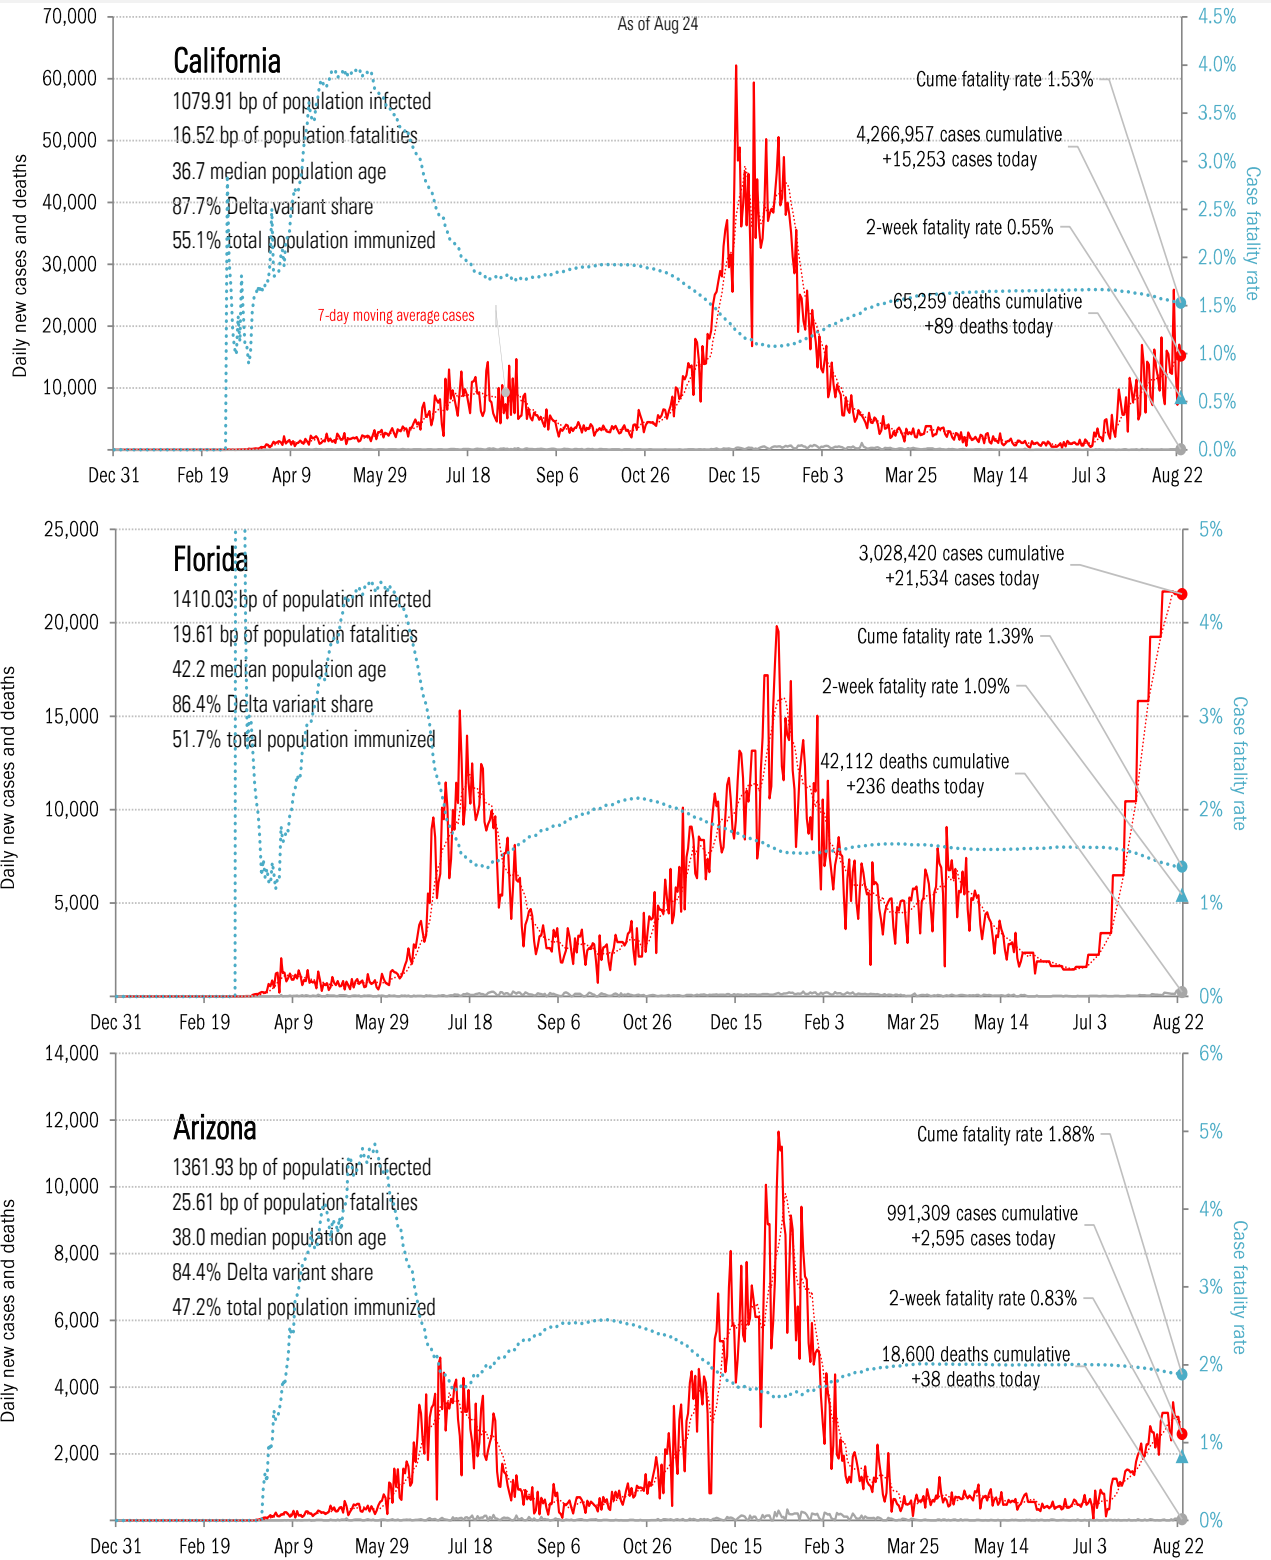 As of Aug 24
California
1079.91 bp of population infected
16.52 bp of population fatalities
36.7 median population age
87.7% Delta variant share
55.1% total population immunized
7-day moving average cases
Cume fatality rate 1.53%
4,266,957 cases cumulative
+15,253 cases today
2-week fatality rate 0.55%
65,259 deaths cumulative
+89 deaths today
Daily new cases and deaths
70,000
60,000
50,000
40,000
30,000
20,000
10,000
4.5%
4.0%
3.5%
3.0%
2.5%
2.0%
1.5%
1.0%
0.5%
0.0%
Case fatality rate
Dec 31 Feb 19 Apr 9 May 29 Jul 18 Sep 6 Oct 26 Dec 15 Feb 3 Mar 25 May 14 Jul 3 Aug 22
Florida
1410.03 bp of population infected
19.61 bp of population fatalities
42.2 median population age
86.4% Delta variant share
51.7% total population immunized
3,028,420 cases cumulative
+21,534 cases today
Cume fatality rate 1.39%
2-week fatality rate 1.09%
42,112 deaths cumulative
+236 deaths today
Daily new cases and deaths
25,000
20,000
15,000
10,000
5,000
5%
4%
3%
2%
1%
0%
Case fatality rate
Dec 31 Feb 19 Apr 9 May 29 Jul 18 Sep 6 Oct 26 Dec 15 Feb 3 Mar 25 May 14 Jul 3 Aug 22
Arizona
1361.93 bp of population infected
25.61 bp of population fatalities
38.0 median population age
84.4% Delta variant share
47.2% total population immunized
Cume fatality rate 1.88%
991,309 cases cumulative
+2,595 cases today
2-week fatality rate 0.83%
18,600 deaths cumulative
+38 deaths today
Daily new cases and deaths
14,000
12,000
10,000
8,000
6,000
4,000
2,000
6%
5%
4%
3%
2%
1%
0%
Case fatality rate
Dec 31 Feb 19 Apr 9 May 29 Jul 18 Sep 6 Oct 26 Dec 15 Feb 3 Mar 25 May 14 Jul 3 Aug 22